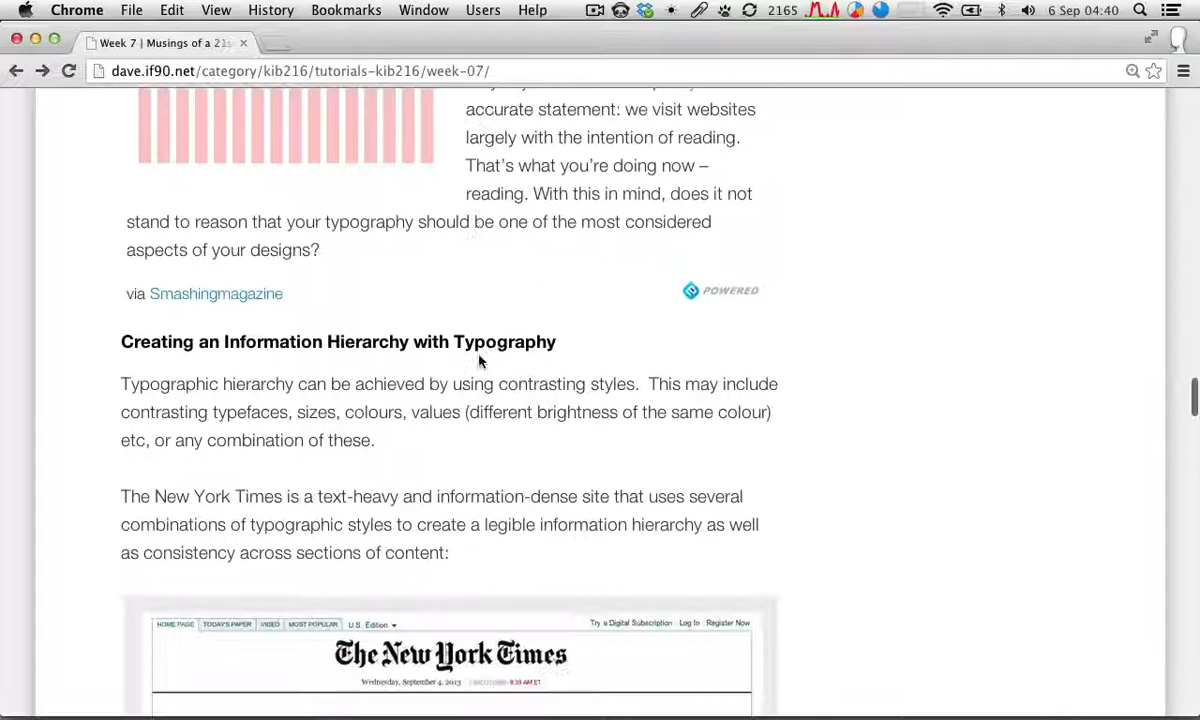 Chrome File Edit View History Bookmarks Window Users Help 2165 6 Sep 04:40
Week 7 | Musings of a 21s
dave.if90.net/category/kib216/tutorials-kib216/week-07/
accurate statement: we visit websites
largely with the intention of reading.
That's what you're doing now –
reading. With this in mind, does it not
stand to reason that your typography should be one of the most considered
aspects of your designs?
via Smashingmagazine
POWERED
Creating an Information Hierarchy with Typography
Typographic hierarchy can be achieved by using contrasting styles. This may include
contrasting typefaces, sizes, colours, values (different brightness of the same colour)
etc, or any combination of these.
The New York Times is a text-heavy and information-dense site that uses several
combinations of typographic styles to create a legible information hierarchy as well
as consistency across sections of content:
HOME PAGE TODAY'S PAPER VIDEO MOST POPULAR U.S. Edition Try a Digital Subscription Log In Register Now
The New York Times
Wednesday, September 4, 2013 9:39 AM ET